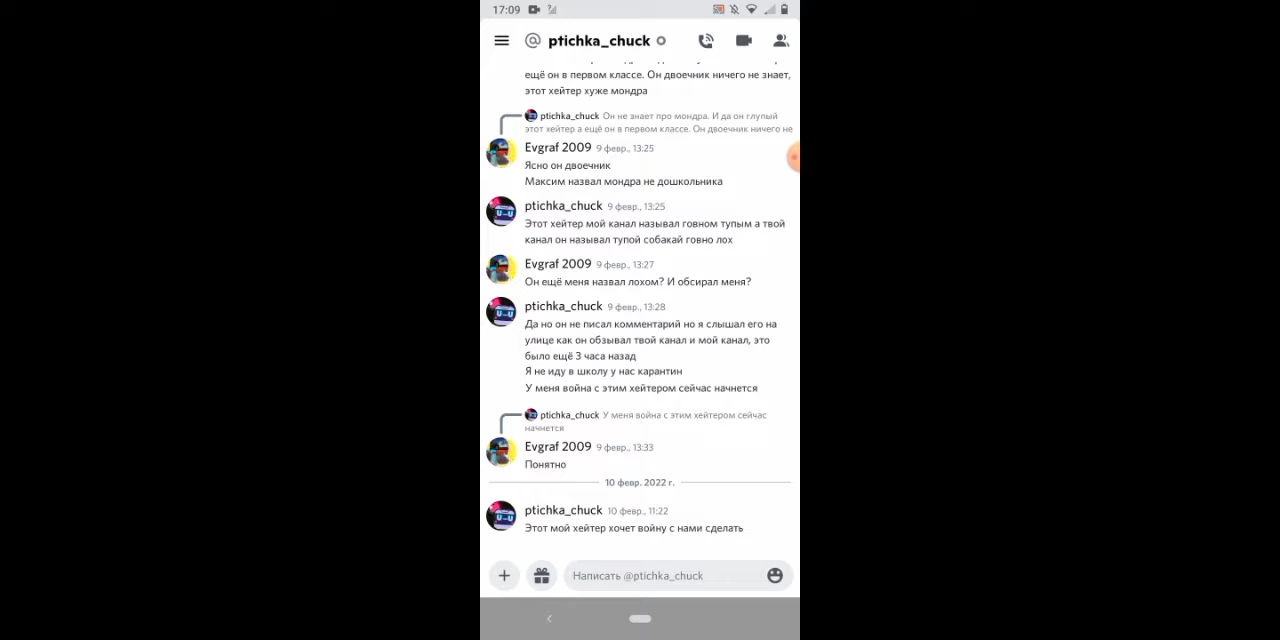 17:09
ptichka_chuck
ещё он в первом классе. Он двоечник ничего не знает,
этот хейтер хуже мондра
ptichka_chuck Он не знает про мондра. И да он глупый
этот хейтер а ещё он в первом классе. Он двоечник ничего не
Evgraf 2009 9 февр., 13:25
Ясно он двоечник
Максим назвал мондра не дошкольника
ptichka_chuck 9 февр., 13:25
Этот хейтер мой канал называл говном тупым а твой
канал он называл тупой собакай говно лох
Evgraf 2009 9 февр., 13:27
Он ещё меня назвал лохом? И обсирал меня?
ptichka_chuck 9 февр., 13:28
Да но он не писал комментарий но я слышал его на
улице как он обзывал твой канал и мой канал, это
было ещё 3 часа назад
Я не иду в школу у нас карантин
У меня война с этим хейтером сейчас начнется
ptichka_chuck У меня война с этим хейтером сейчас
начнется
Evgraf 2009 9 февр., 13:33
Понятно
10 февр. 2022 г.
ptichka_chuck 10 февр., 11:22
Этот мой хейтер хочет войну с нами сделать
Написать @ptichka_chuck